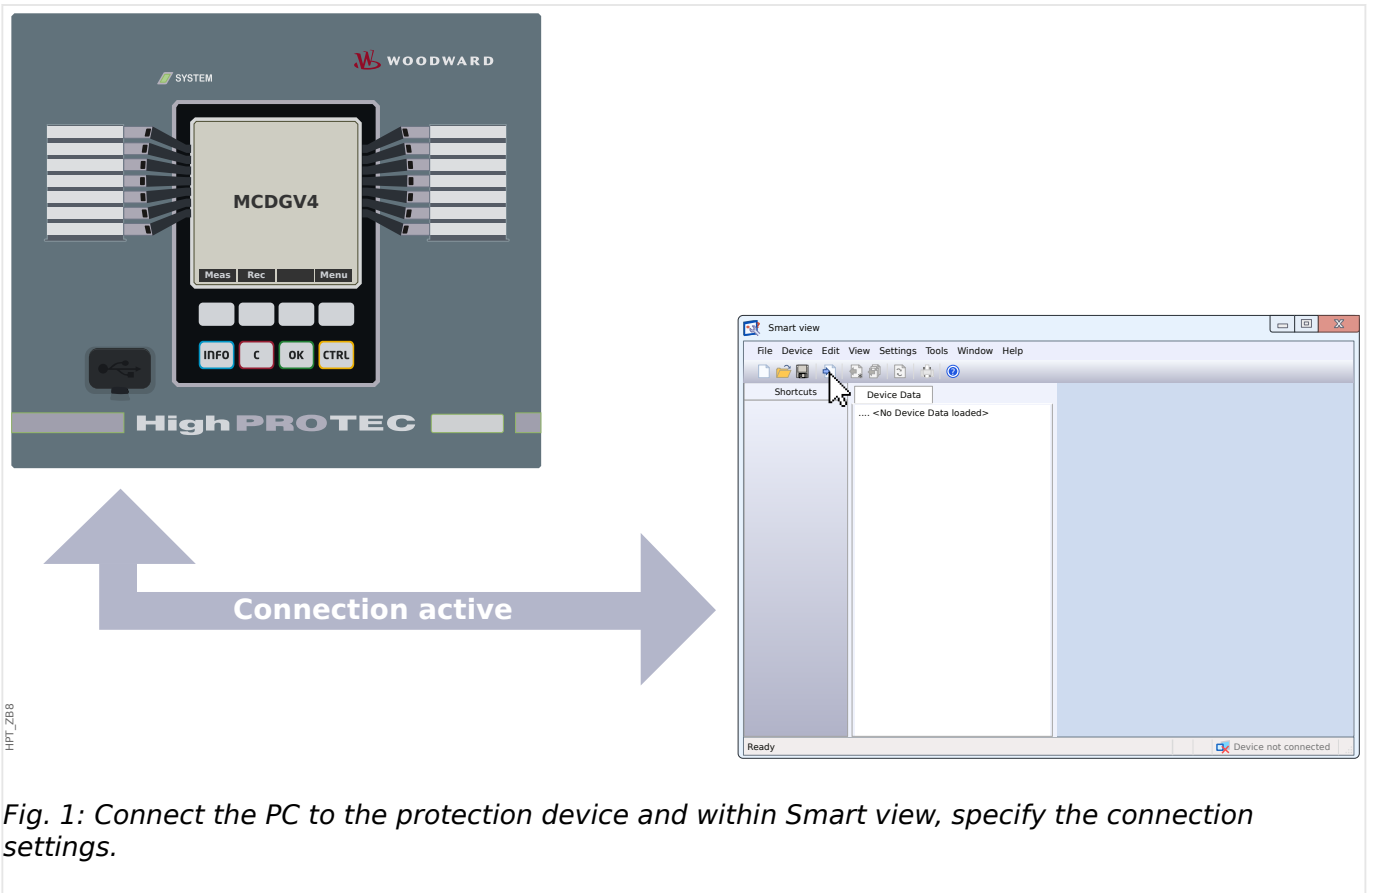 WOODWARD
SYSTEM
MCDGV4
Meas Rec Menu
INFO C OK CTRL
HighPROTEC
Smart view
File Device Edit View Settings Tools Window Help
Shortcuts
Device Data
.... <No Device Data loaded>
Connection active
HPT_ZB8
Ready
Device not connected
Fig. 1: Connect the PC to the protection device and within Smart view, specify the connection
settings.